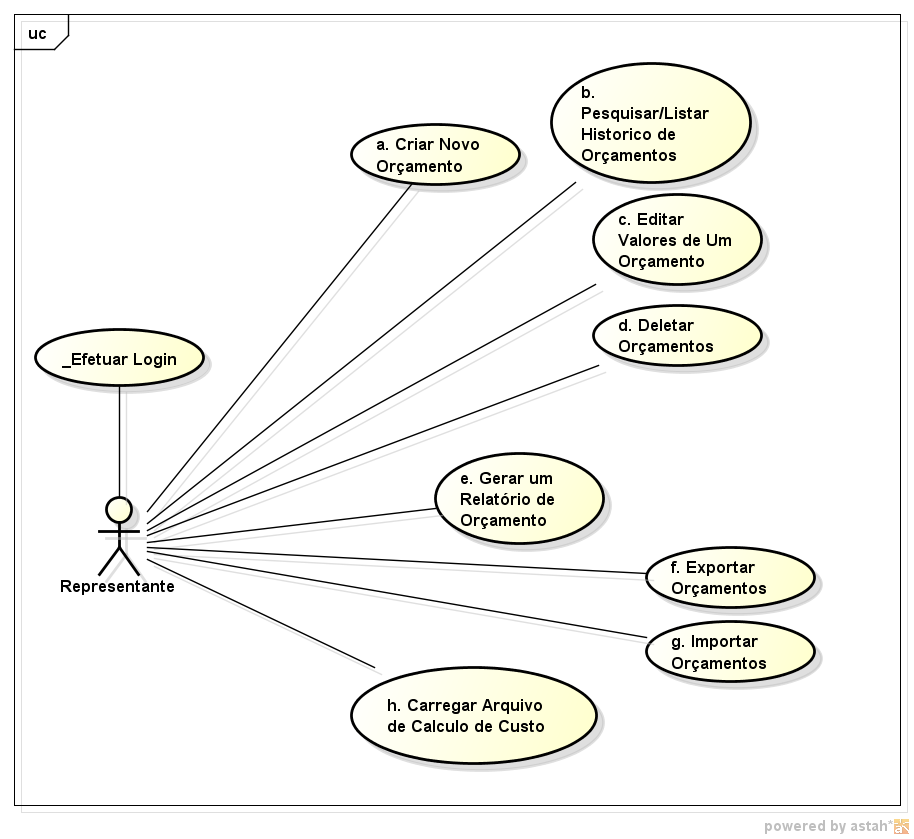 uc
a. Criar Novo
Orçamento
b.
Pesquisar/Listar
Historico de
Orçamentos
c. Editar
Valores de Um
Orçamento
d. Deletar
Orçamentos
_Efetuar Login
e. Gerar um
Relatório de
Orçamento
Representante
f. Exportar
Orçamentos
g. Importar
Orçamentos
h. Carregar Arquivo
de Calculo de Custo
powered by astah*